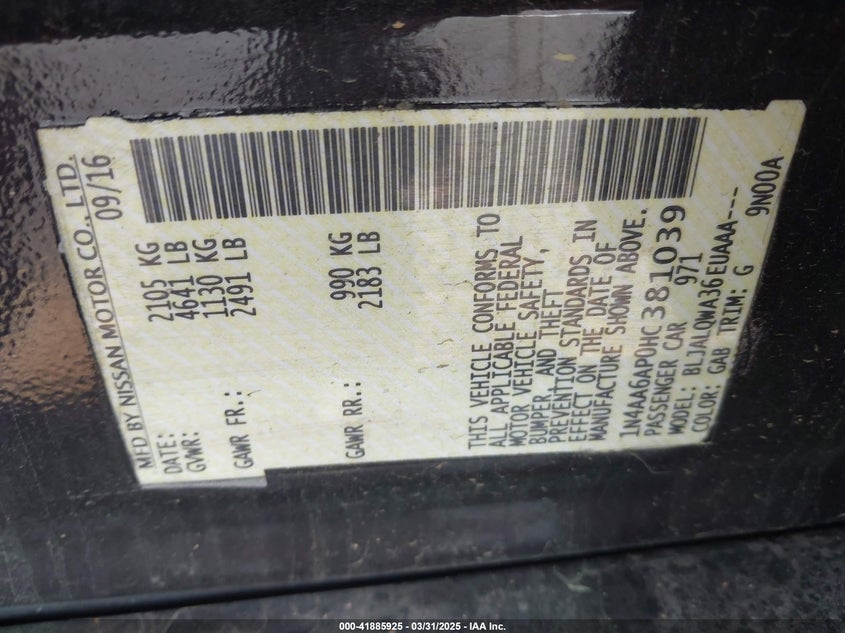 MFD BY NISSAN MOTOR CO., LTD.
DATE: 09/16
GVWR: 2105 KG
4641 LB
GAWR FR.: 1130 KG
2491 LB
GAWR RR.: 990 KG
2183 LB
THIS VEHICLE CONFORMS TO
ALL APPLICABLE FEDERAL
MOTOR VEHICLE SAFETY,
BUMPER, AND THEFT
PREVENTION STANDARDS IN
EFFECT ON THE DATE OF
MANUFACTURE SHOWN ABOVE.
1N4AA6AP0HC381039
PASSENGER CAR 971
MODEL: BLJALQWA36EUAAA---
COLOR: GAB TRIM: G 9N00A
000-41885925 | 03/31/2025 - IAA Inc.